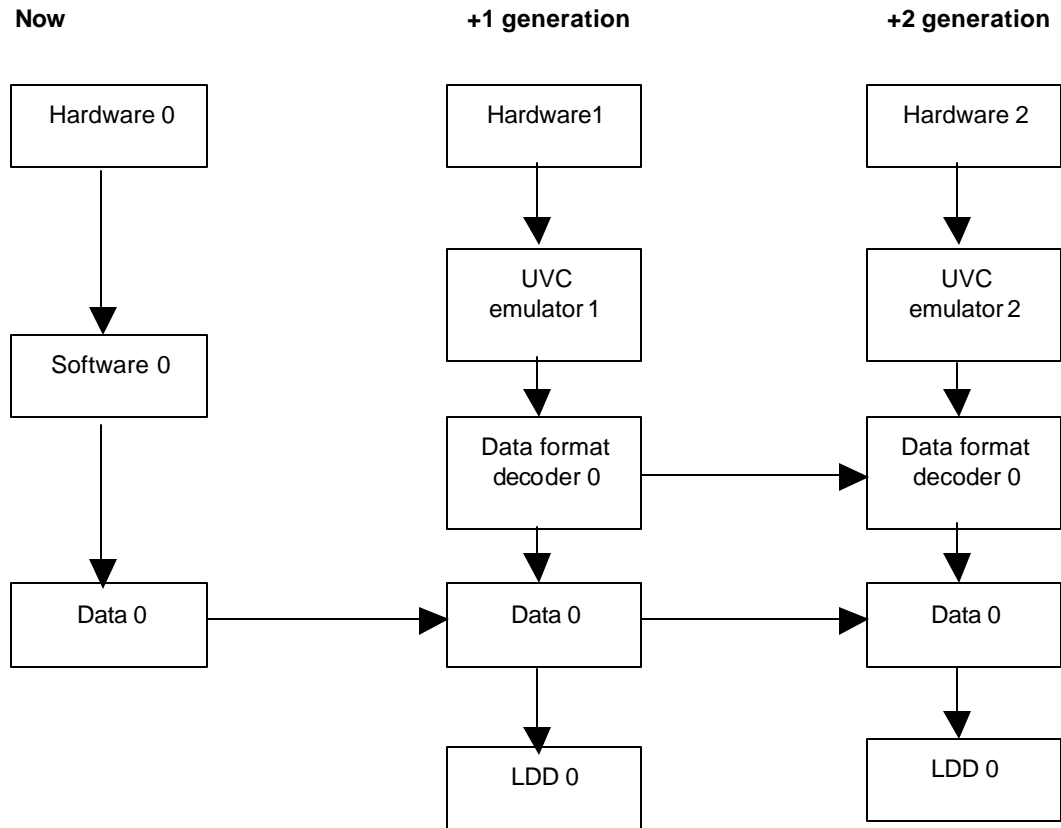 Now
+1 generation
+2 generation
Hardware 0
Hardware1
Hardware 2
UVC
emulator 1
UVC
emulator 2
Software 0
Data format
decoder 0
Data format
decoder 0
Data 0
Data 0
Data 0
LDD 0
LDD 0